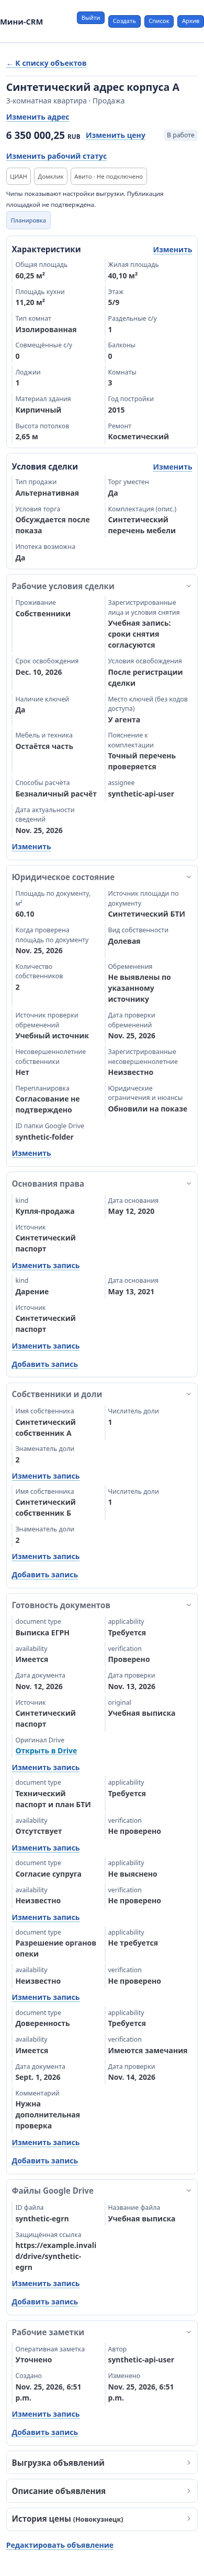 Мини-CRM
Выйти
Создать
Список
Архив
← К списку объектов
Синтетический адрес корпуса А
3-комнатная квартира · Продажа
Изменить адрес
6 350 000,25 RUB Изменить цену
В работе
Изменить рабочий статус
ЦИАН
Домклик
Авито · Не подключено
Чипы показывают настройки выгрузки. Публикация
площадкой не подтверждена.
Планировка
Характеристики
Изменить
Общая площадь
60,25 м²
Жилая площадь
40,10 м²
Площадь кухни
11,20 м²
Этаж
5/9
Тип комнат
Изолированная
Раздельные с/у
1
Совмещённые с/у
0
Балконы
0
Лоджии
1
Комнаты
3
Материал здания
Кирпичный
Год постройки
2015
Высота потолков
2,65 м
Ремонт
Косметический
Условия сделки
Изменить
Тип продажи
Альтернативная
Торг уместен
Да
Условия торга
Обсуждается после
показа
Комплектация (опис.)
Синтетический
перечень мебели
Ипотека возможна
Да
Рабочие условия сделки
Проживание
Собственники
Зарегистрированные
лица и условия снятия
Учебная запись:
сроки снятия
согласуются
Срок освобождения
Dec. 10, 2026
Условия освобождения
После регистрации
сделки
Наличие ключей
Да
Место ключей (без кодов
доступа)
У агента
Мебель и техника
Остаётся часть
Пояснение к
комплектации
Точный перечень
проверяется
Способы расчёта
Безналичный расчёт
assignee
synthetic-api-user
Дата актуальности
сведений
Nov. 25, 2026
Изменить
Юридическое состояние
Площадь по документу,
м²
60.10
Источник площади по
документу
Синтетический БТИ
Когда проверена
площадь по документу
Nov. 25, 2026
Вид собственности
Долевая
Количество
собственников
2
Обременения
Не выявлены по
указанному
источнику
Источник проверки
обременений
Учебный источник
Дата проверки
обременений
Nov. 25, 2026
Несовершеннолетние
собственники
Нет
Зарегистрированные
несовершеннолетние
Неизвестно
Перепланировка
Согласование не
подтверждено
Юридические
ограничения и нюансы
Обновили на показе
ID папки Google Drive
synthetic-folder
Изменить
Основания права
kind
Купля-продажа
Дата основания
May 12, 2020
Источник
Синтетический
паспорт
Изменить запись
kind
Дарение
Дата основания
May 13, 2021
Источник
Синтетический
паспорт
Изменить запись
Добавить запись
Собственники и доли
Имя собственника
Синтетический
собственник А
Числитель доли
1
Знаменатель доли
2
Изменить запись
Имя собственника
Синтетический
собственник Б
Числитель доли
1
Знаменатель доли
2
Изменить запись
Добавить запись
Готовность документов
document type
Выписка ЕГРН
applicability
Требуется
availability
Имеется
verification
Проверено
Дата документа
Nov. 12, 2026
Дата проверки
Nov. 13, 2026
Источник
Синтетический
паспорт
original
Учебная выписка
Оригинал Drive
Открыть в Drive
Изменить запись
document type
Технический
паспорт и план БТИ
applicability
Требуется
availability
Отсутствует
verification
Не проверено
Изменить запись
document type
Согласие супруга
applicability
Не выяснено
availability
Неизвестно
verification
Не проверено
Изменить запись
document type
Разрешение органов
опеки
applicability
Не требуется
availability
Неизвестно
verification
Не проверено
Изменить запись
document type
Доверенность
applicability
Требуется
availability
Имеется
verification
Имеются замечания
Дата документа
Sept. 1, 2026
Дата проверки
Nov. 14, 2026
Комментарий
Нужна
дополнительная
проверка
Изменить запись
Добавить запись
Файлы Google Drive
ID файла
synthetic-egrn
Название файла
Учебная выписка
Защищённая ссылка
https://example.invali
d/drive/synthetic-
egrn
Изменить запись
Добавить запись
Рабочие заметки
Оперативная заметка
Уточнено
Автор
synthetic-api-user
Создано
Nov. 25, 2026, 6:51
p.m.
Изменено
Nov. 25, 2026, 6:51
p.m.
Изменить запись
Добавить запись
Выгрузка объявлений
Описание объявления
История цены (Новокузнецк)
Редактировать объявление